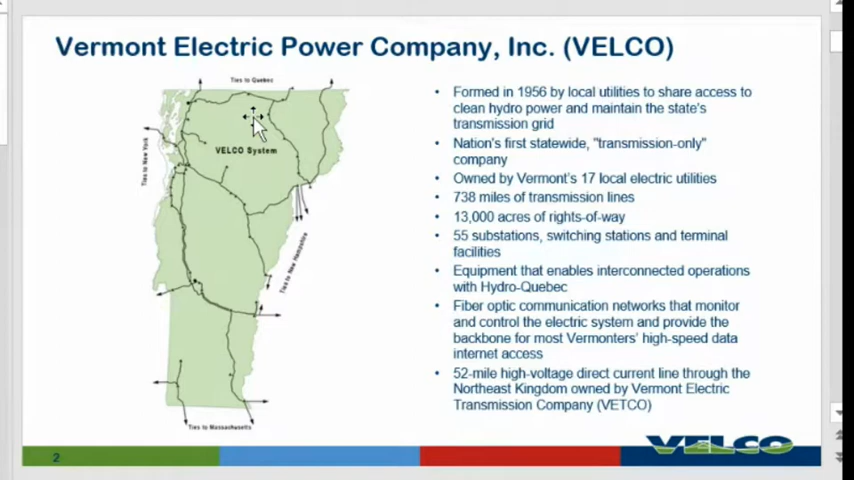 Vermont Electric Power Company, Inc. (VELCO)
Ties to Quebec
Ties to New York
VELCO System
Ties to New Hampshire
Ties to Massachusetts
• Formed in 1956 by local utilities to share access to
clean hydro power and maintain the state's
transmission grid
• Nation's first statewide, "transmission-only"
company
• Owned by Vermont's 17 local electric utilities
• 738 miles of transmission lines
• 13,000 acres of rights-of-way
• 55 substations, switching stations and terminal
facilities
• Equipment that enables interconnected operations
with Hydro-Quebec
• Fiber optic communication networks that monitor
and control the electric system and provide the
backbone for most Vermonters' high-speed data
internet access
• 52-mile high-voltage direct current line through the
Northeast Kingdom owned by Vermont Electric
Transmission Company (VETCO)
VELCO
2